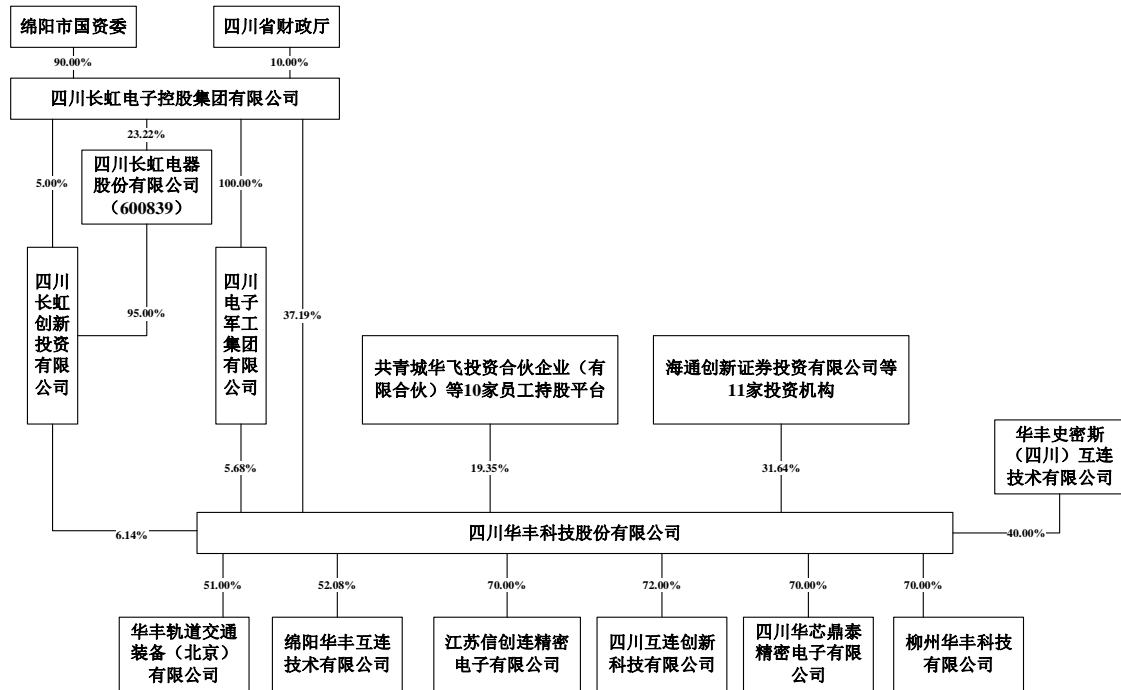 绵阳市国资委
四川省财政厅
90.00%
10.00%
四川长虹电子控股集团有限公司
23.22%
四川长虹电器
股份有限公司
（600839）
5.00%
100.00%
四川
长虹
创新
投资
有限
公司
四川
电子
军工
集团
有限
公司
95.00%
37.19%
共青城华飞投资合伙企业（有
限合伙）等10家员工持股平台
海通创新证券投资有限公司等
11家投资机构
华丰史密斯
（四川）互连
技术有限公司
5.68%
19.35%
31.64%
6.14%
四川华丰科技股份有限公司
40.00%
51.00%
52.08%
70.00%
72.00%
70.00%
70.00%
华丰轨道交通
装备（北京）
有限公司
绵阳华丰互连
技术有限公司
江苏信创连精密
电子有限公司
四川互连创新
科技有限公司
四川华芯鼎泰
精密电子有限
公司
柳州华丰科技
有限公司